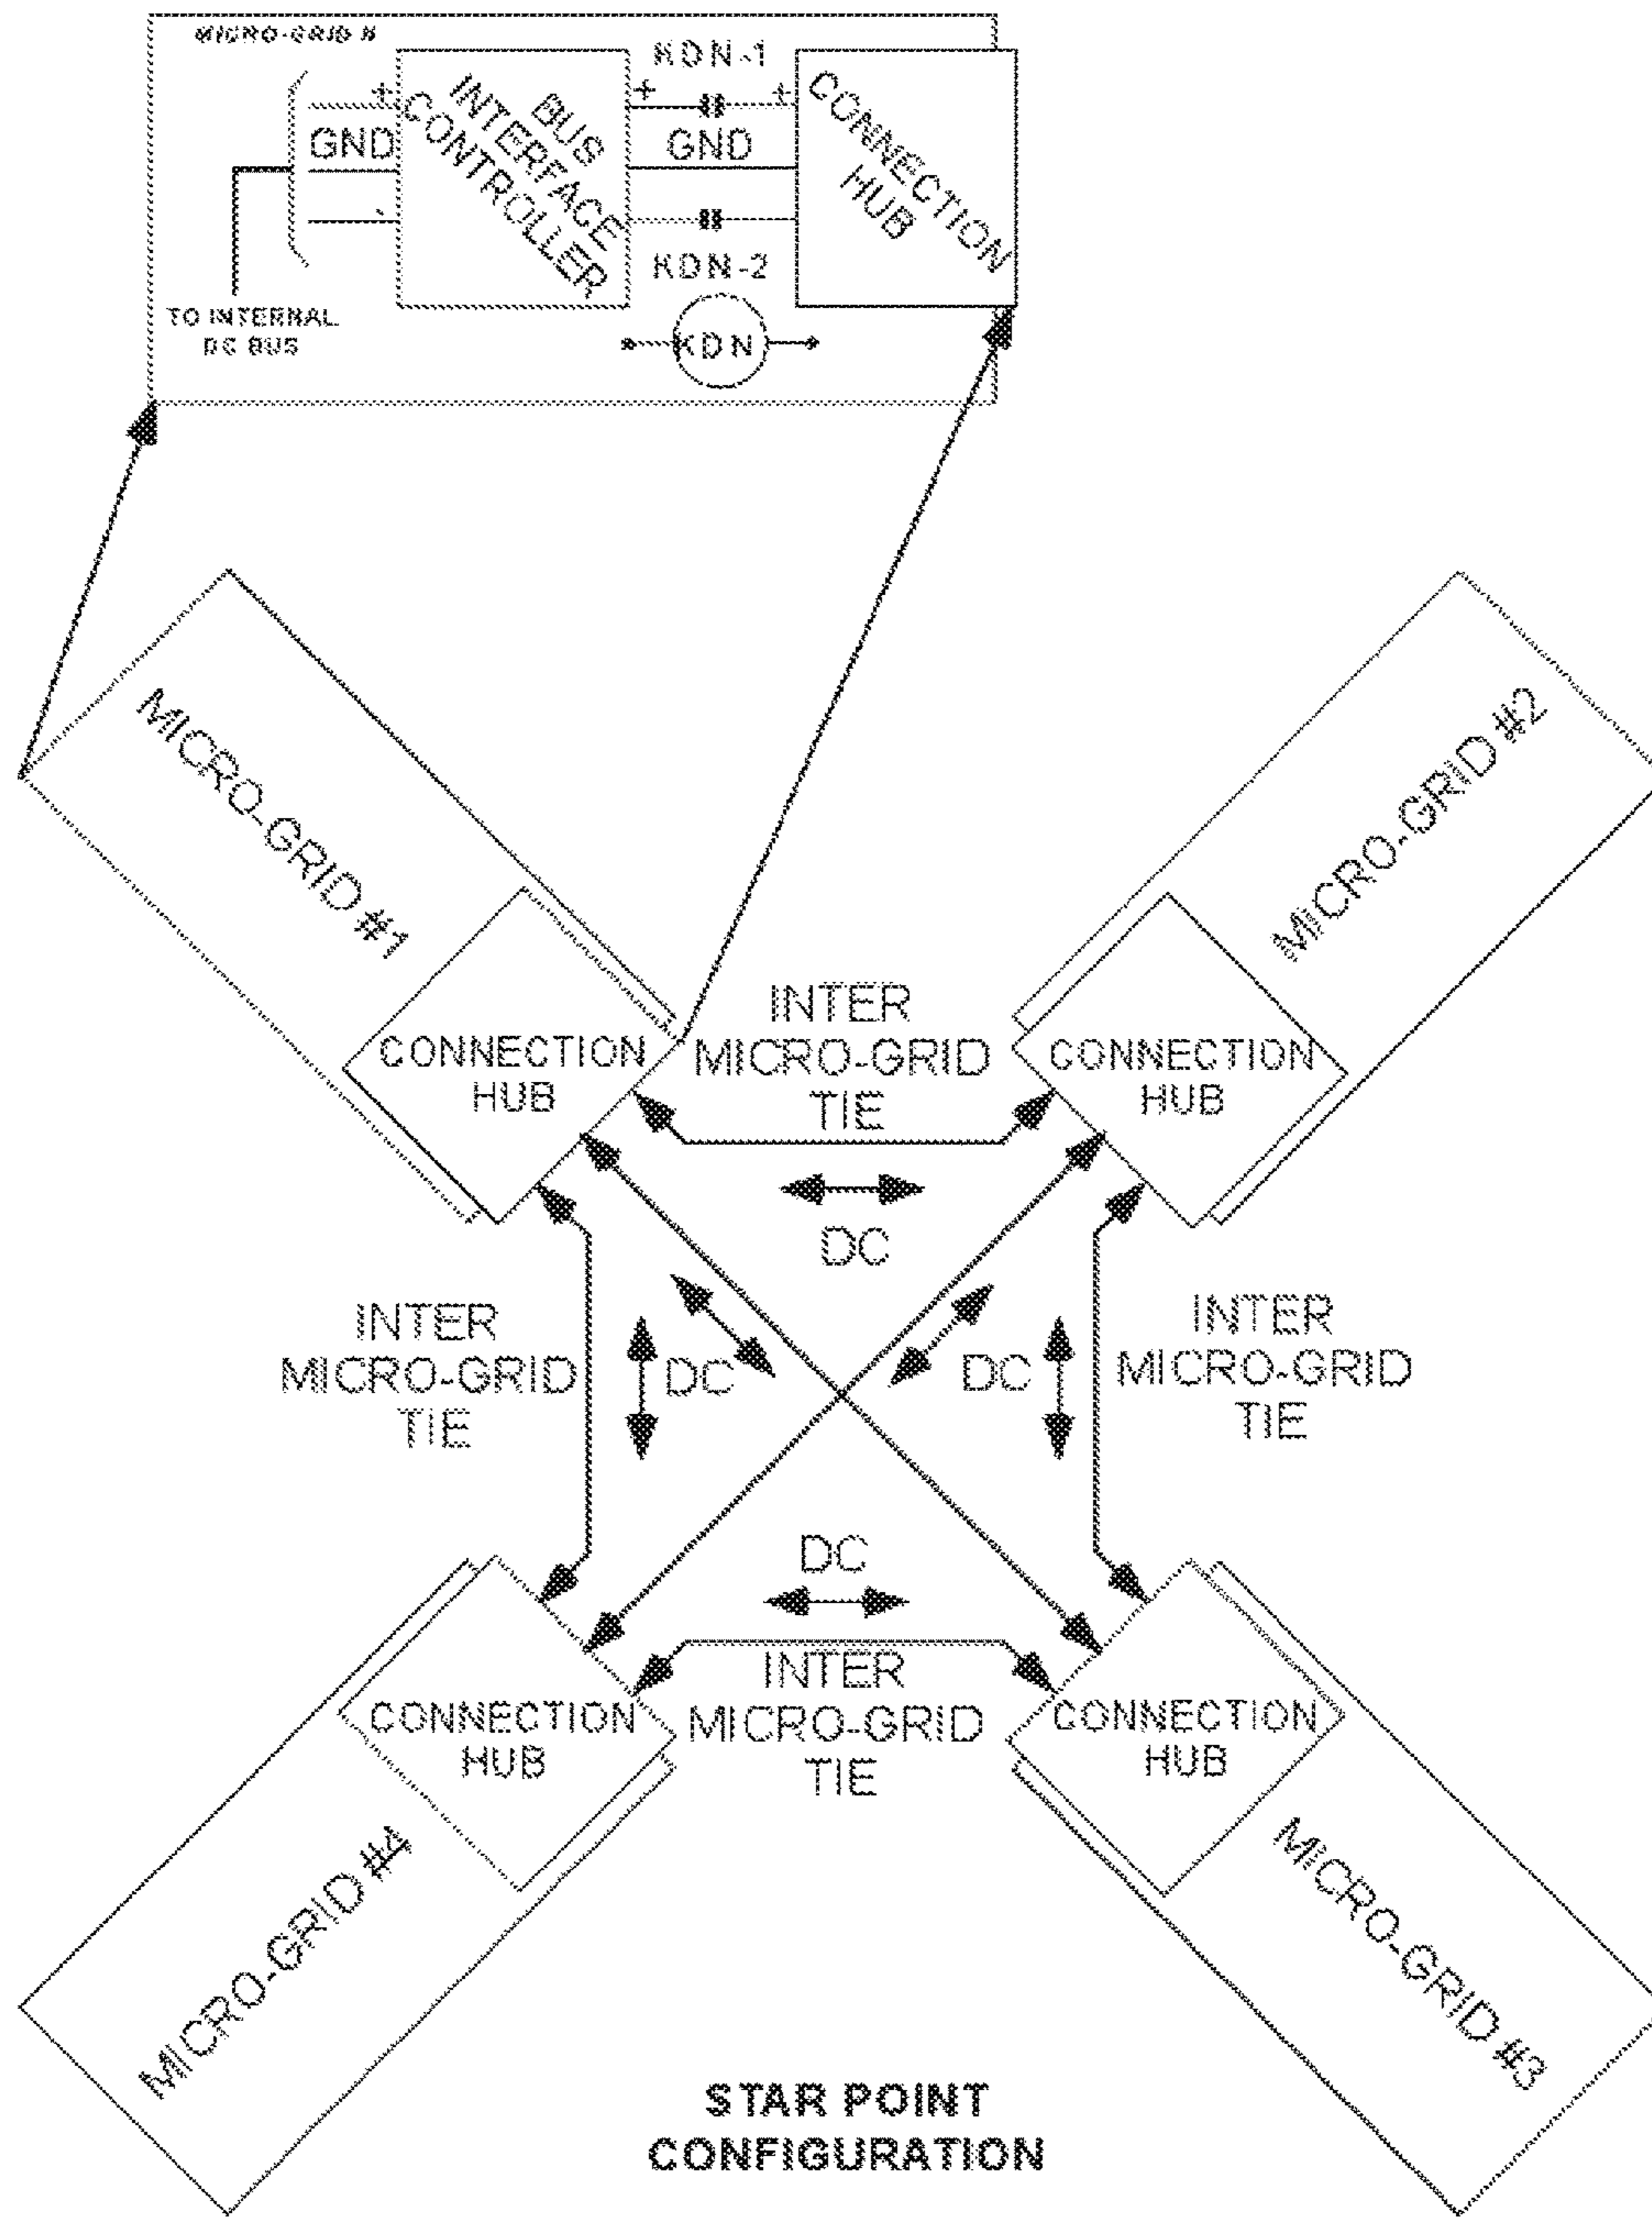 MICRO-GRID N
KDN-1
+
+
+
GND
BUS
INTERFACE
CONTROLLER
GND
CONNECTION
HUB
-
KDN-2
KDN
TO INTERNAL
DC BUS
MICRO-GRID #1
MICRO-GRID #2
CONNECTION
HUB
INTER
MICRO-GRID
TIE
CONNECTION
HUB
DC
INTER
MICRO-GRID
TIE
DC
DC
INTER
MICRO-GRID
TIE
DC
CONNECTION
HUB
INTER
MICRO-GRID
TIE
CONNECTION
HUB
MICRO-GRID #4
MICRO-GRID #3
STAR POINT
CONFIGURATION